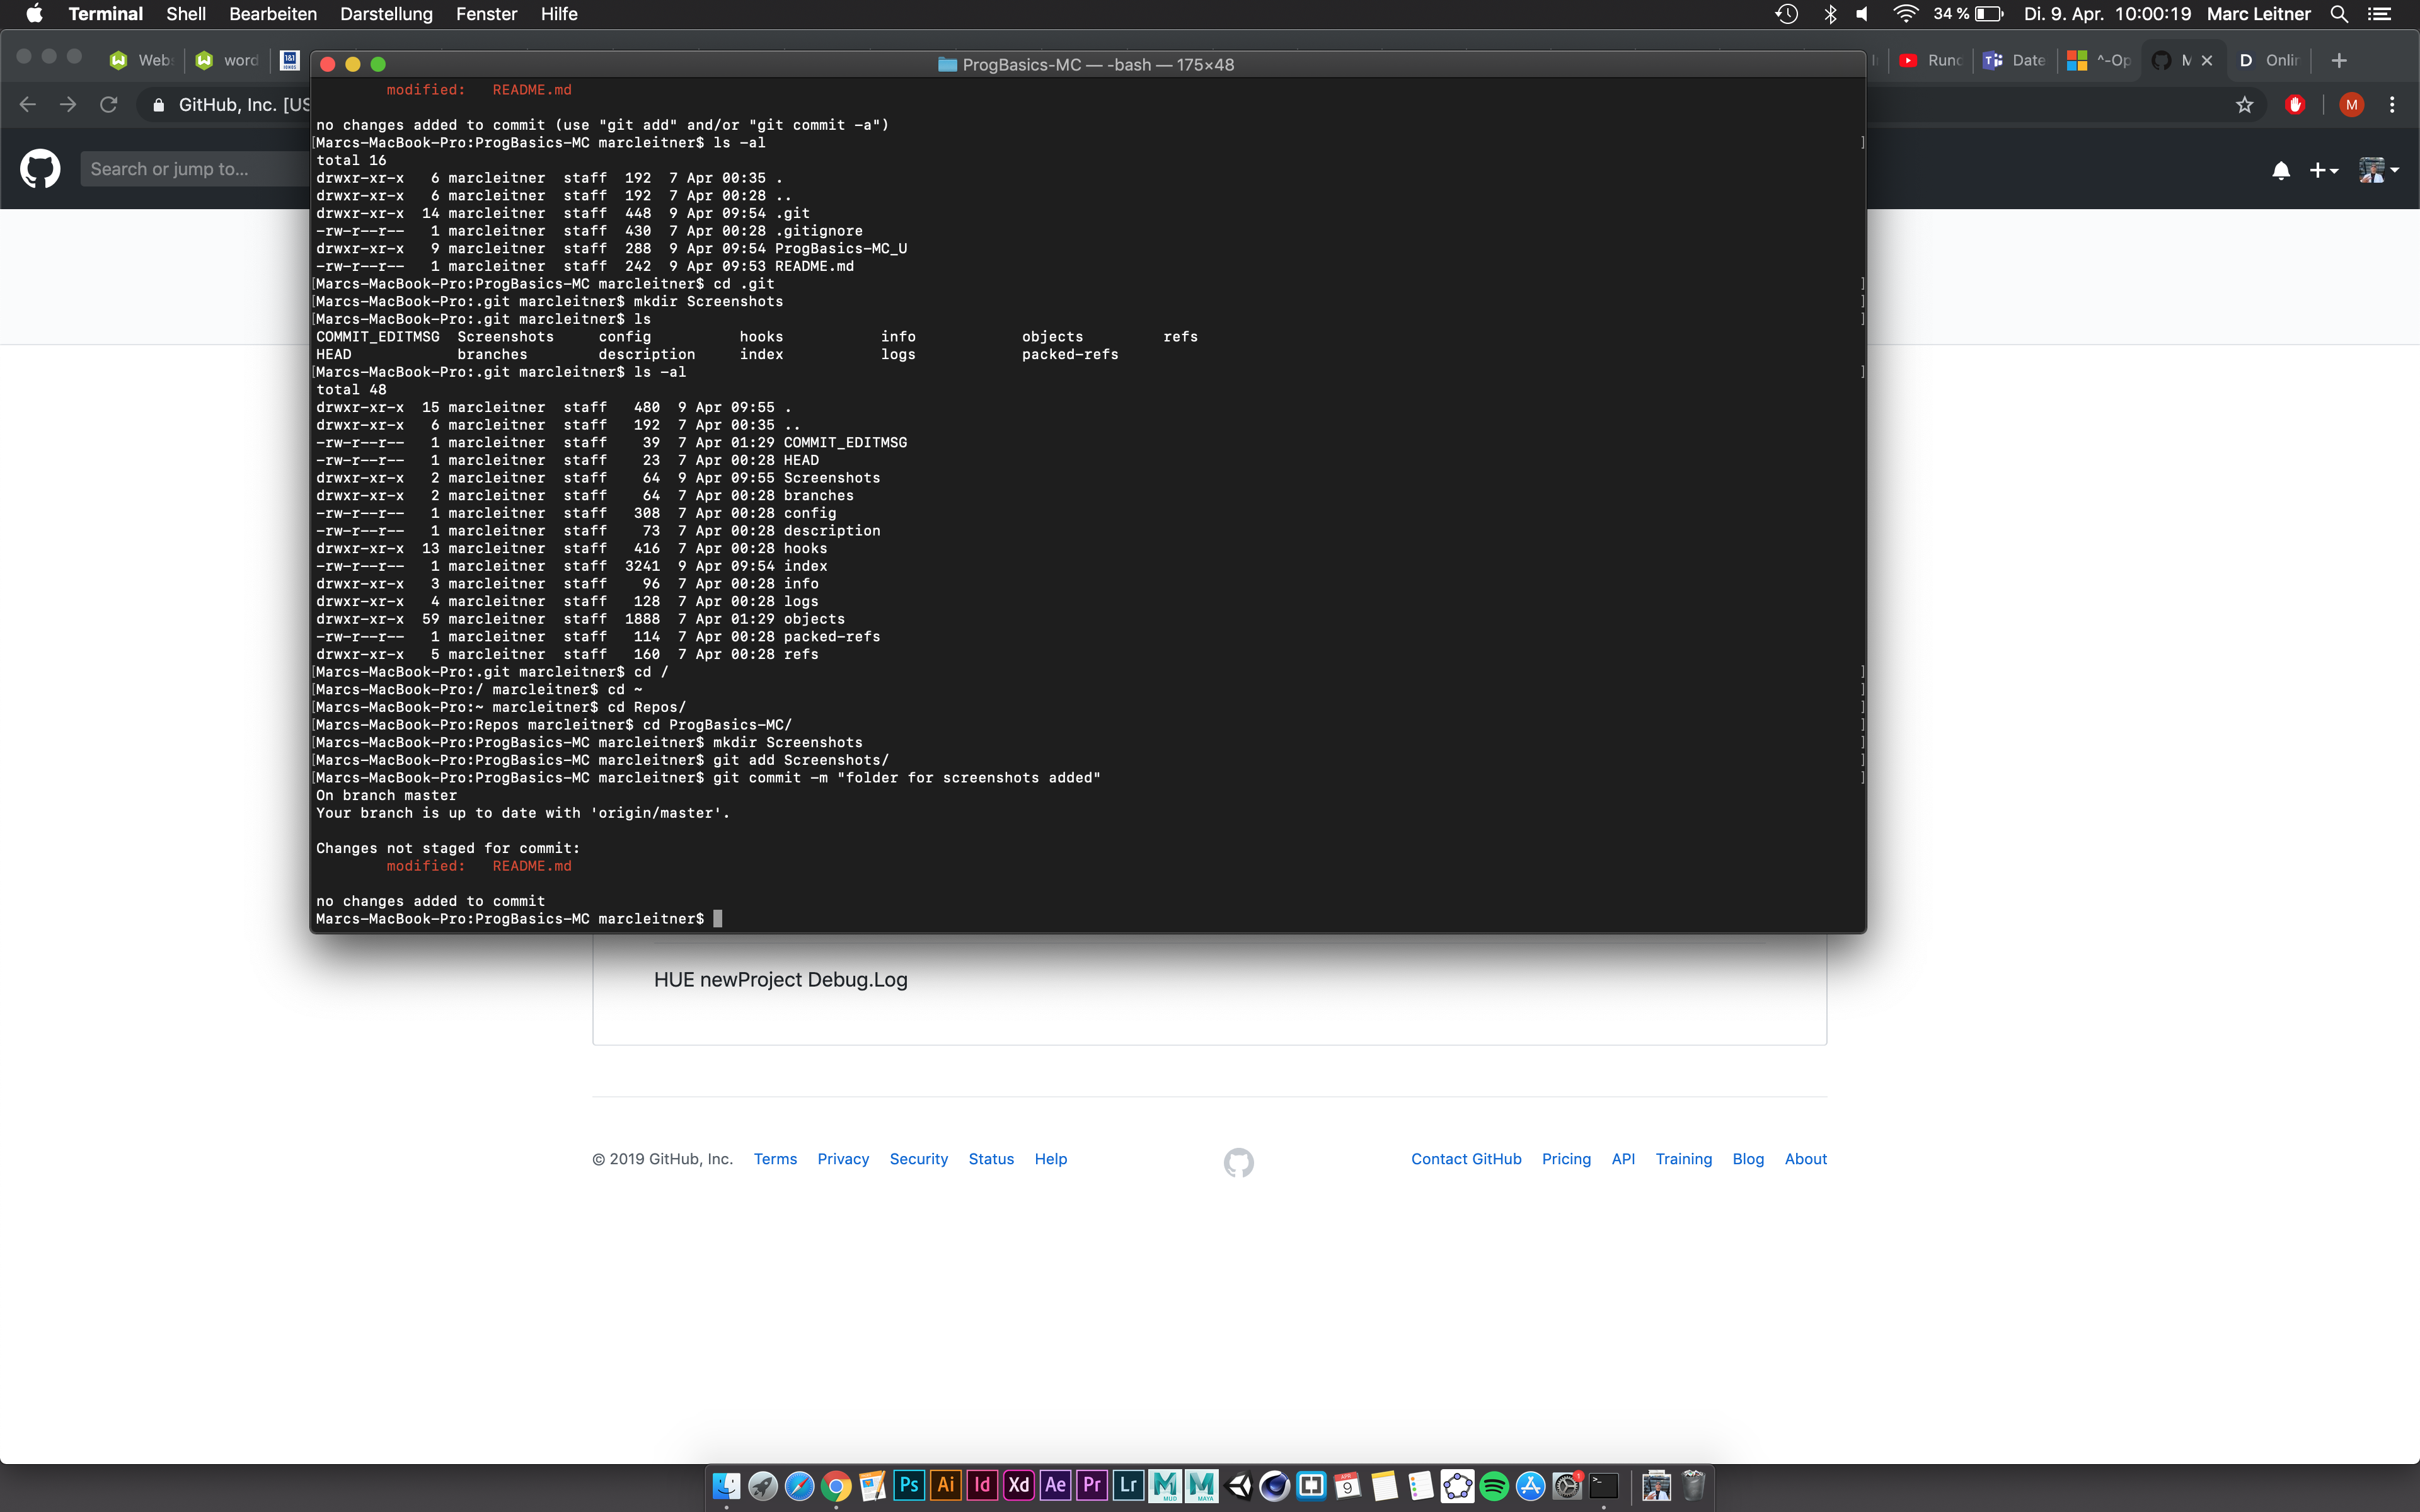 Terminal Shell Bearbeiten Darstellung Fenster Hilfe 34 % Di. 9. Apr. 10:00:19 Marc Leitner
Web word ProgBasics-MC — -bash — 175×48 Date ^-Op M Onlin
GitHub, Inc. [US M
Search or jump to...
modified: README.md
no changes added to commit (use "git add" and/or "git commit -a")
[Marcs-MacBook-Pro:ProgBasics-MC marcleitner$ ls -al ]
total 16
drwxr-xr-x 6 marcleitner staff 192 7 Apr 00:35 .
drwxr-xr-x 6 marcleitner staff 192 7 Apr 00:28 ..
drwxr-xr-x 14 marcleitner staff 448 9 Apr 09:54 .git
-rw-r--r-- 1 marcleitner staff 430 7 Apr 00:28 .gitignore
drwxr-xr-x 9 marcleitner staff 288 9 Apr 09:54 ProgBasics-MC_U
-rw-r--r-- 1 marcleitner staff 242 9 Apr 09:53 README.md
[Marcs-MacBook-Pro:ProgBasics-MC marcleitner$ cd .git ]
[Marcs-MacBook-Pro:.git marcleitner$ mkdir Screenshots ]
[Marcs-MacBook-Pro:.git marcleitner$ ls ]
COMMIT_EDITMSG Screenshots config hooks info objects refs
HEAD branches description index logs packed-refs
[Marcs-MacBook-Pro:.git marcleitner$ ls -al ]
total 48
drwxr-xr-x 15 marcleitner staff 480 9 Apr 09:55 .
drwxr-xr-x 6 marcleitner staff 192 7 Apr 00:35 ..
-rw-r--r-- 1 marcleitner staff 39 7 Apr 01:29 COMMIT_EDITMSG
-rw-r--r-- 1 marcleitner staff 23 7 Apr 00:28 HEAD
drwxr-xr-x 2 marcleitner staff 64 9 Apr 09:55 Screenshots
drwxr-xr-x 2 marcleitner staff 64 7 Apr 00:28 branches
-rw-r--r-- 1 marcleitner staff 308 7 Apr 00:28 config
-rw-r--r-- 1 marcleitner staff 73 7 Apr 00:28 description
drwxr-xr-x 13 marcleitner staff 416 7 Apr 00:28 hooks
-rw-r--r-- 1 marcleitner staff 3241 9 Apr 09:54 index
drwxr-xr-x 3 marcleitner staff 96 7 Apr 00:28 info
drwxr-xr-x 4 marcleitner staff 128 7 Apr 00:28 logs
drwxr-xr-x 59 marcleitner staff 1888 7 Apr 01:29 objects
-rw-r--r-- 1 marcleitner staff 114 7 Apr 00:28 packed-refs
drwxr-xr-x 5 marcleitner staff 160 7 Apr 00:28 refs
[Marcs-MacBook-Pro:.git marcleitner$ cd / ]
[Marcs-MacBook-Pro:/ marcleitner$ cd ~ ]
[Marcs-MacBook-Pro:~ marcleitner$ cd Repos/ ]
[Marcs-MacBook-Pro:Repos marcleitner$ cd ProgBasics-MC/ ]
[Marcs-MacBook-Pro:ProgBasics-MC marcleitner$ mkdir Screenshots ]
[Marcs-MacBook-Pro:ProgBasics-MC marcleitner$ git add Screenshots/ ]
[Marcs-MacBook-Pro:ProgBasics-MC marcleitner$ git commit -m "folder for screenshots added" ]
On branch master
Your branch is up to date with 'origin/master'.
Changes not staged for commit:
modified: README.md
no changes added to commit
Marcs-MacBook-Pro:ProgBasics-MC marcleitner$
HUE newProject Debug.Log
© 2019 GitHub, Inc. Terms Privacy Security Status Help Contact GitHub Pricing API Training Blog About
Ps Ai Id Xd Ae Pr Lr MUD MAYA 9 1